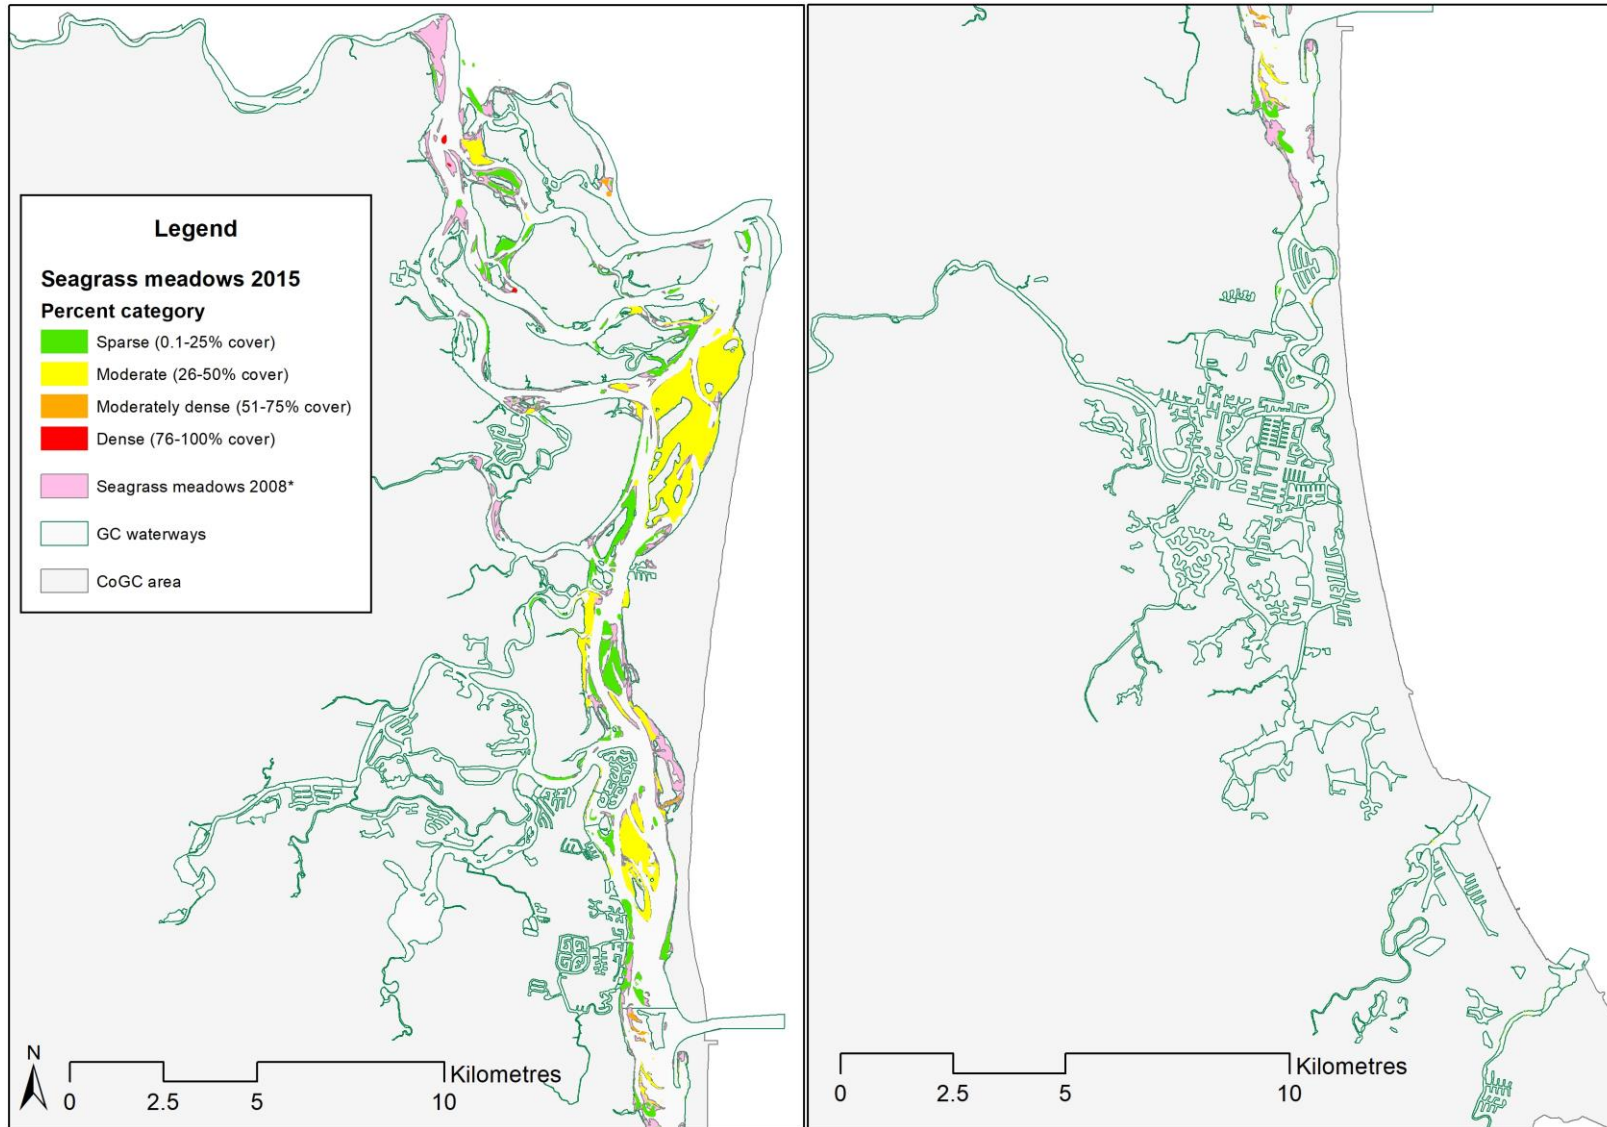 Legend
Seagrass meadows 2015
Percent category
Sparse (0.1-25% cover)
Moderate (26-50% cover)
Moderately dense (51-75% cover)
Dense (76-100% cover)
Seagrass meadows 2008*
GC waterways
CoGC area
N
Kilometres
0 2.5 5 10
Kilometres
0 2.5 5 10